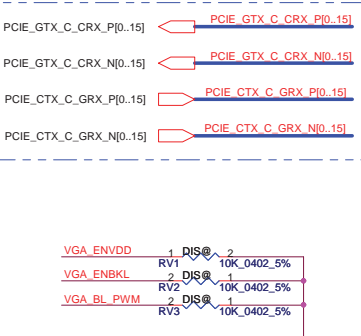 PCIE_GTX_C_CRX_P[0..15] PCIE_GTX_C_CRX_P[0..15]
PCIE_GTX_C_CRX_N[0..15] PCIE_GTX_C_CRX_N[0..15]
PCIE_CTX_C_GRX_P[0..15] PCIE_CTX_C_GRX_P[0..15]
PCIE_CTX_C_GRX_N[0..15] PCIE_CTX_C_GRX_N[0..15]
VGA_ENVDD 1 DIS@ 2
RV1 10K_0402_5%
VGA_ENBKL 2 DIS@ 1
RV2 10K_0402_5%
VGA_BL_PWM 2 DIS@ 1
RV3 10K_0402_5%